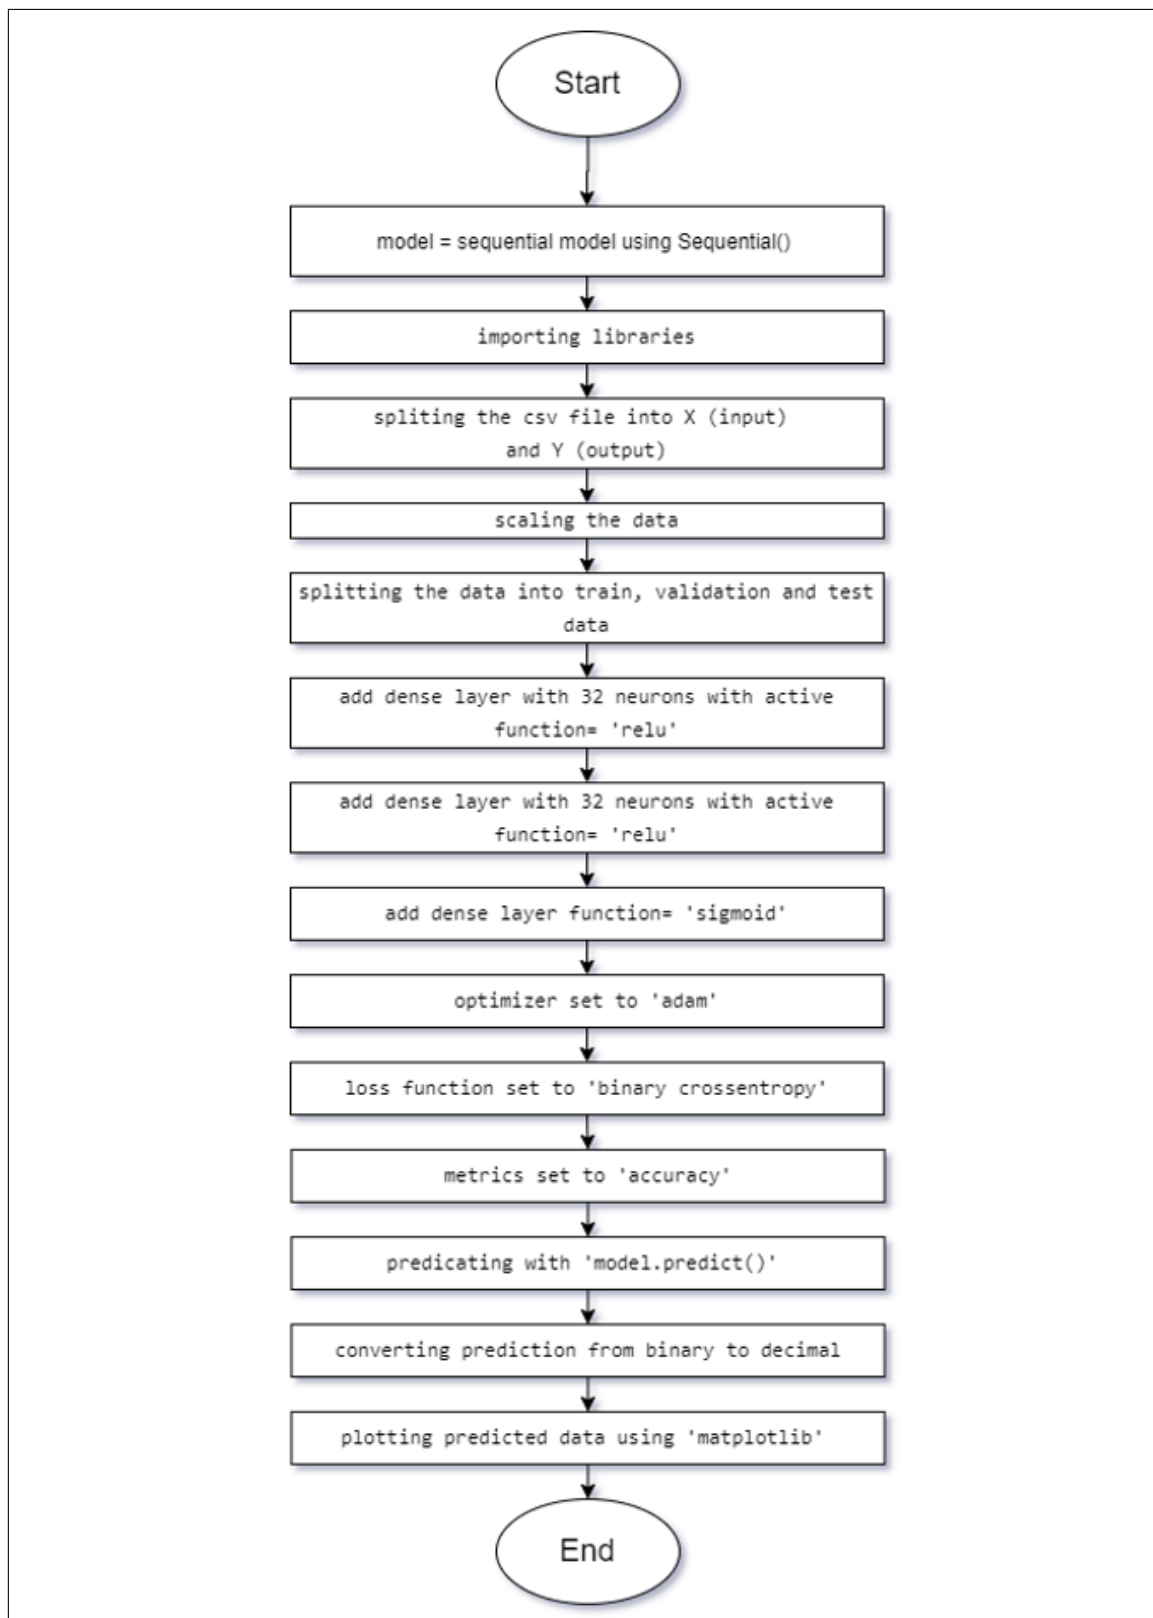 Start
model = sequential model using Sequential()
importing libraries
spliting the csv file into X (input)
and Y (output)
scaling the data
splitting the data into train, validation and test
data
add dense layer with 32 neurons with active
function= 'relu'
add dense layer with 32 neurons with active
function= 'relu'
add dense layer function= 'sigmoid'
optimizer set to 'adam'
loss function set to 'binary crossentropy'
metrics set to 'accuracy'
predicating with 'model.predict()'
converting prediction from binary to decimal
plotting predicted data using 'matplotlib'
End